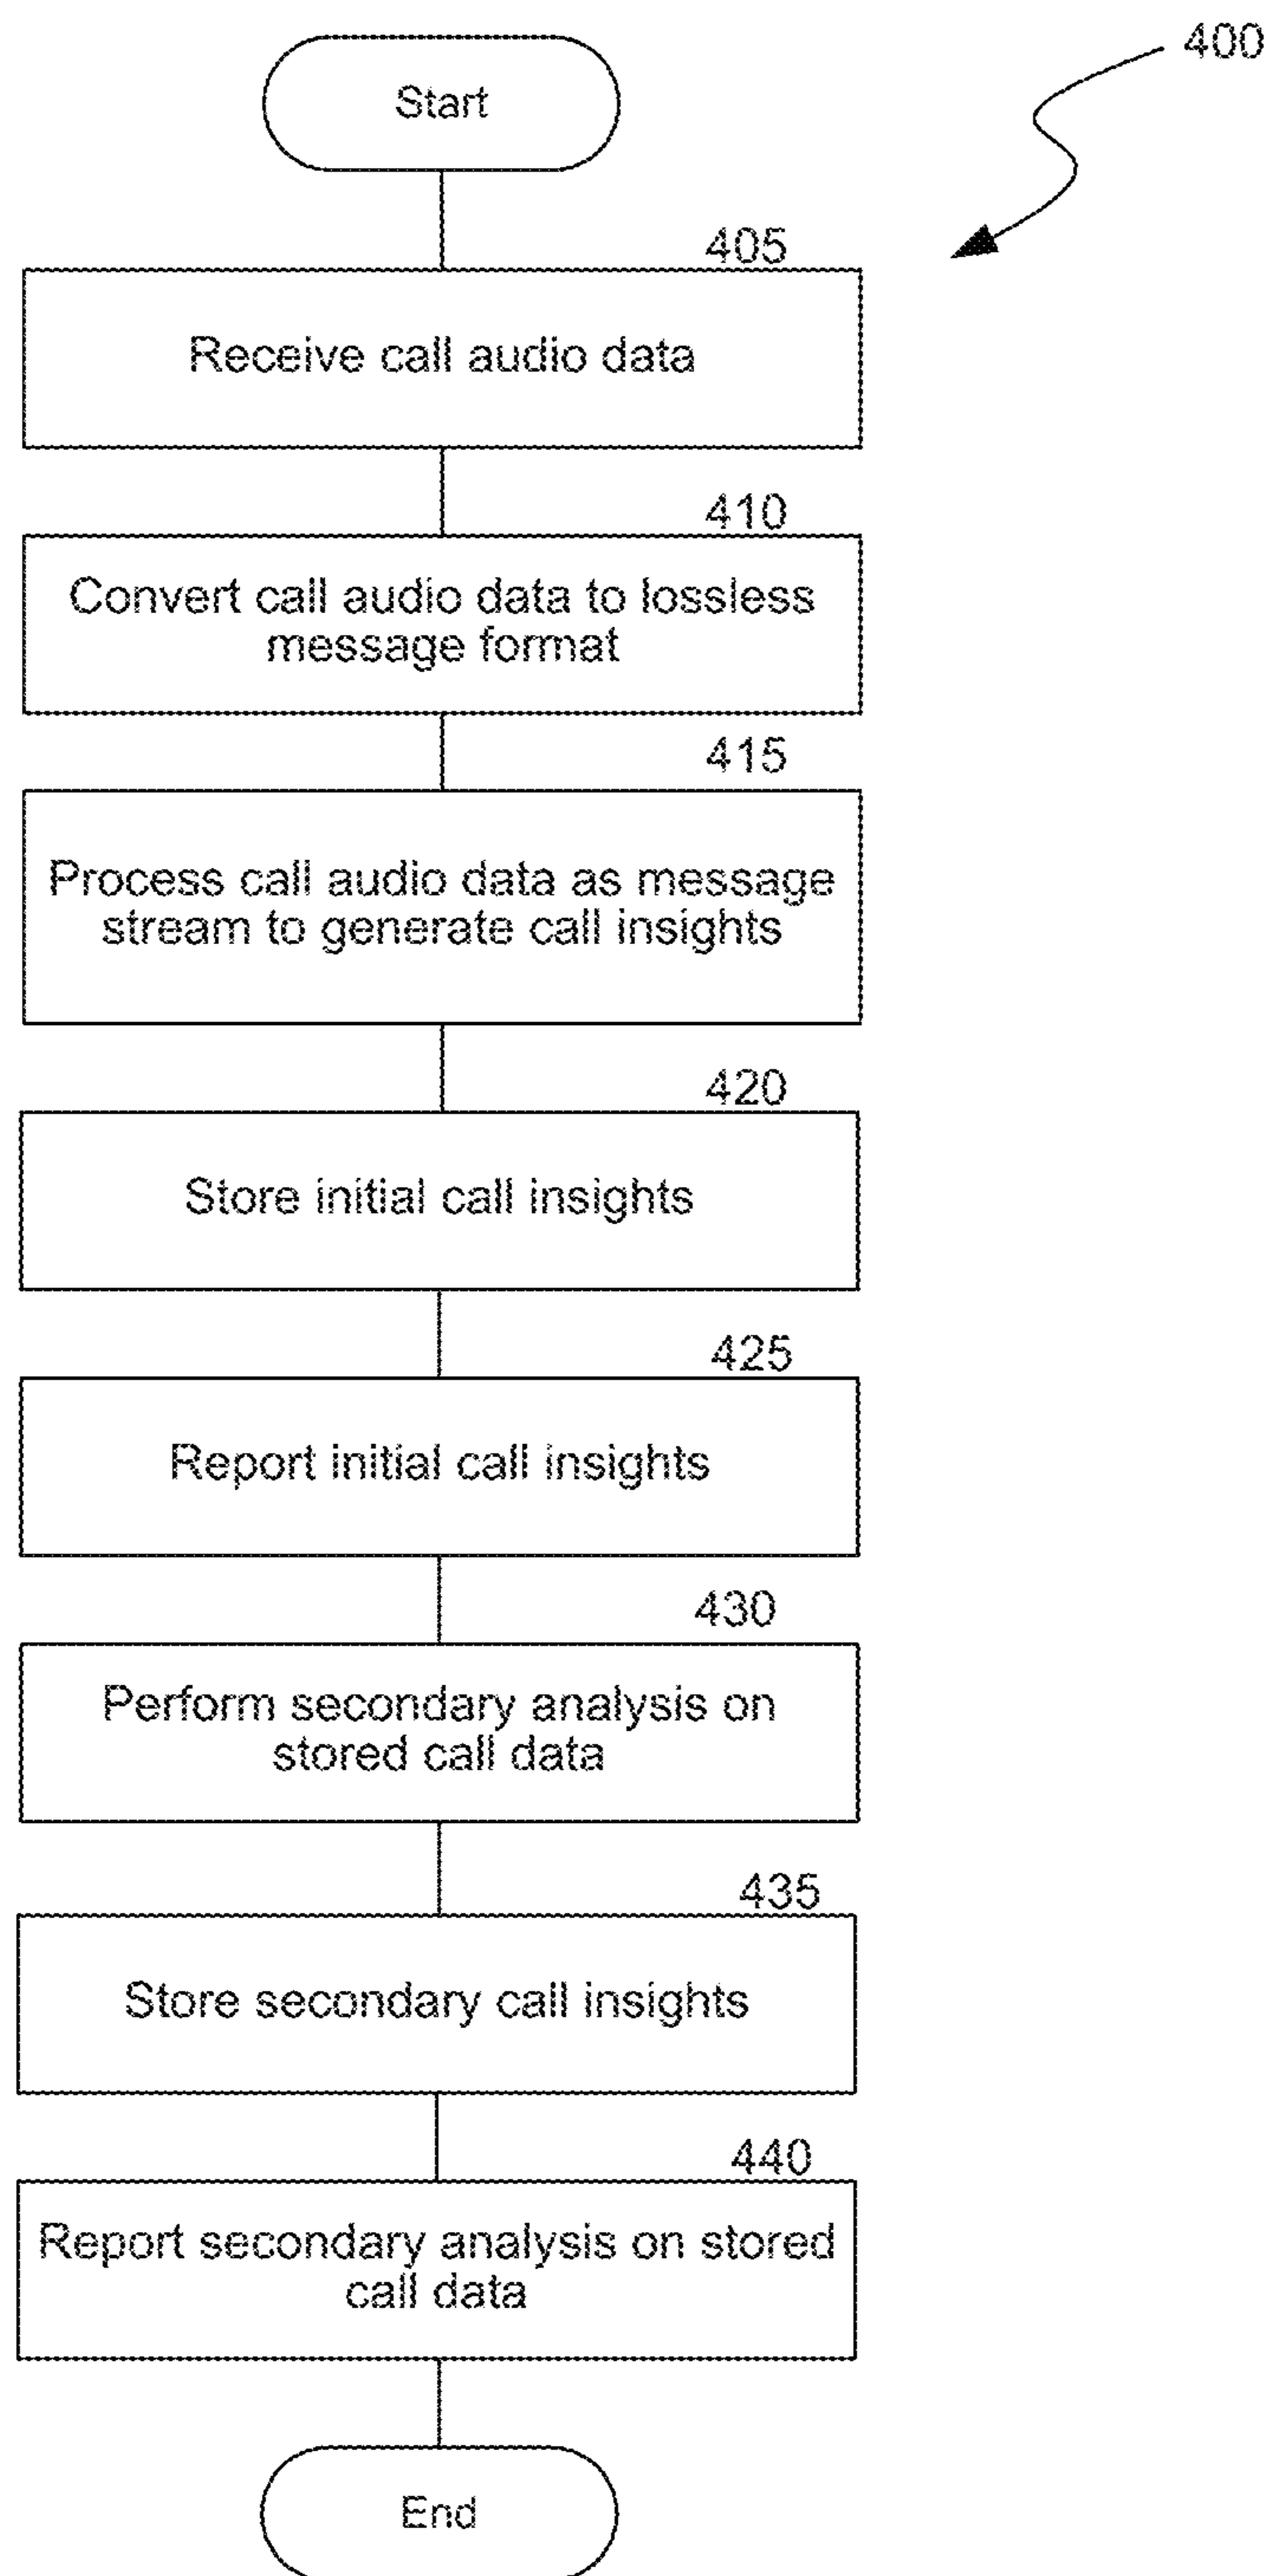 400
Start
405
Receive call audio data
410
Convert call audio data to lossless
message format
415
Process call audio data as message
stream to generate call insights
420
Store initial call insights
425
Report initial call insights
430
Perform secondary analysis on
stored call data
435
Store secondary call insights
440
Report secondary analysis on stored
call data
End